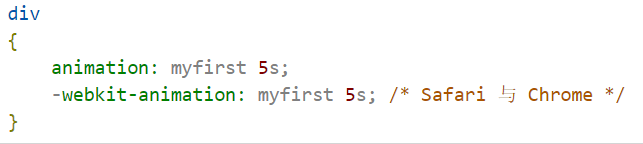 div
{
    animation: myfirst 5s;
    -webkit-animation: myfirst 5s; /* Safari 与 Chrome */
}